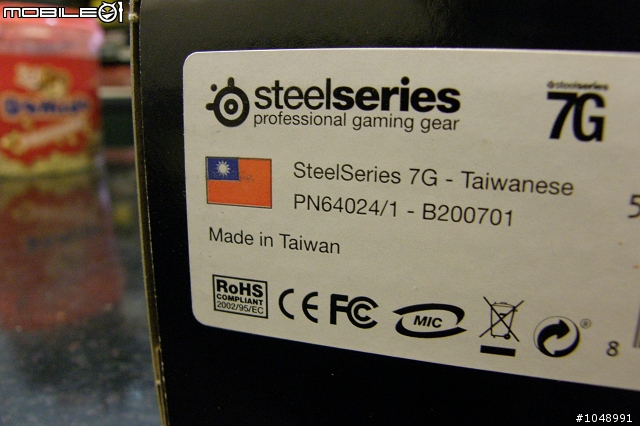 MOBILE01
steelseries
professional gaming gear
steelseries
7G
SteelSeries 7G - Taiwanese
PN64024/1 - B200701
Made in Taiwan
RoHS
COMPLIANT
2002/95/EC
CE FC MIC
5
8
#1048991